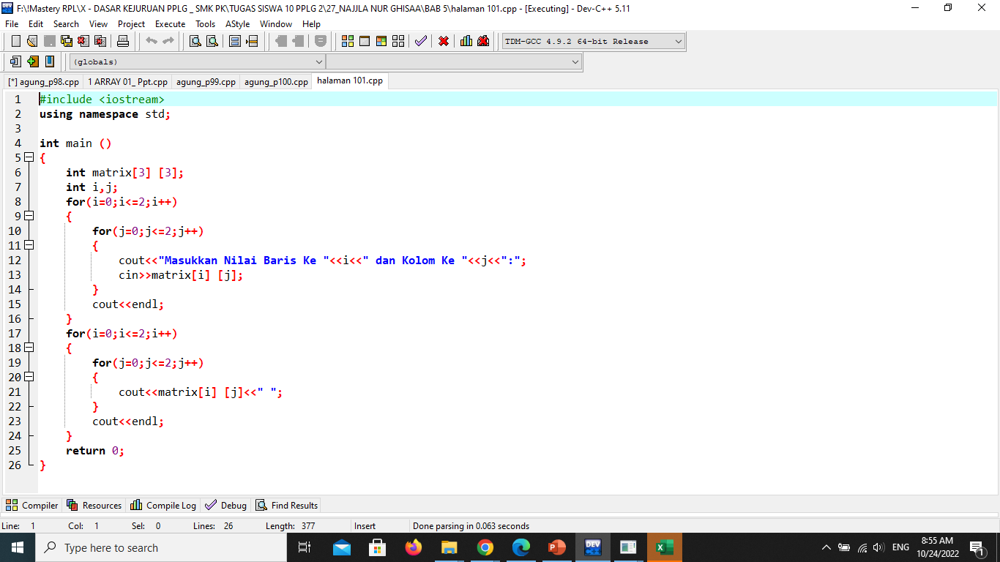 F:\!Mastery RPL\X - DASAR KEJURUAN PPLG _ SMK PK\TUGAS SISWA 10 PPLG 2\27_NAJJLA NUR GHISAA\BAB 5\halaman 101.cpp - [Executing] - Dev-C++ 5.11
File Edit Search View Project Execute Tools AStyle Window Help
TDM-GCC 4.9.2 64-bit Release
(globals)
[*] agung_p98.cpp 1 ARRAY 01_ Ppt.cpp agung_p99.cpp agung_p100.cpp halaman 101.cpp
1 #include <iostream>
2 using namespace std;
3
4 int main ()
5 {
6 int matrix[3] [3];
7 int i,j;
8 for(i=0;i<=2;i++)
9 {
10 for(j=0;j<=2;j++)
11 {
12 cout<<"Masukkan Nilai Baris Ke "<<i<<" dan Kolom Ke "<<j<<":";
13 cin>>matrix[i] [j];
14 }
15 cout<<endl;
16 }
17 for(i=0;i<=2;i++)
18 {
19 for(j=0;j<=2;j++)
20 {
21 cout<<matrix[i] [j]<<" ";
22 }
23 cout<<endl;
24 }
25 return 0;
26 }
Compiler Resources Compile Log Debug Find Results
Line: 1 Col: 1 Sel: 0 Lines: 26 Length: 377 Insert Done parsing in 0.063 seconds
Type here to search
DEV
ENG
8:55 AM
10/24/2022
1